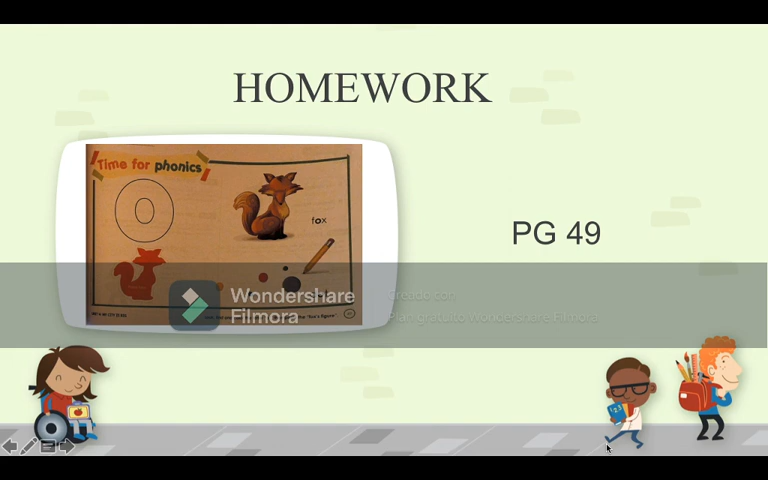 HOMEWORK
Time for phonics
fox
PG 49
Wondershare
Filmora
Creado con
Plan gratuito Wondershare Filmora